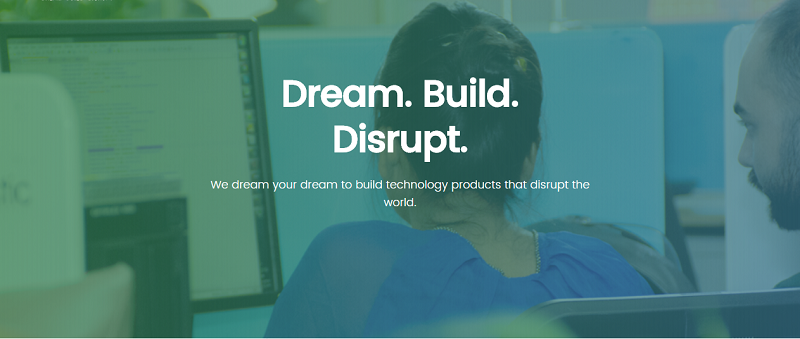 Dream. Build.
Disrupt.
We dream your dream to build technology products that disrupt the
world.